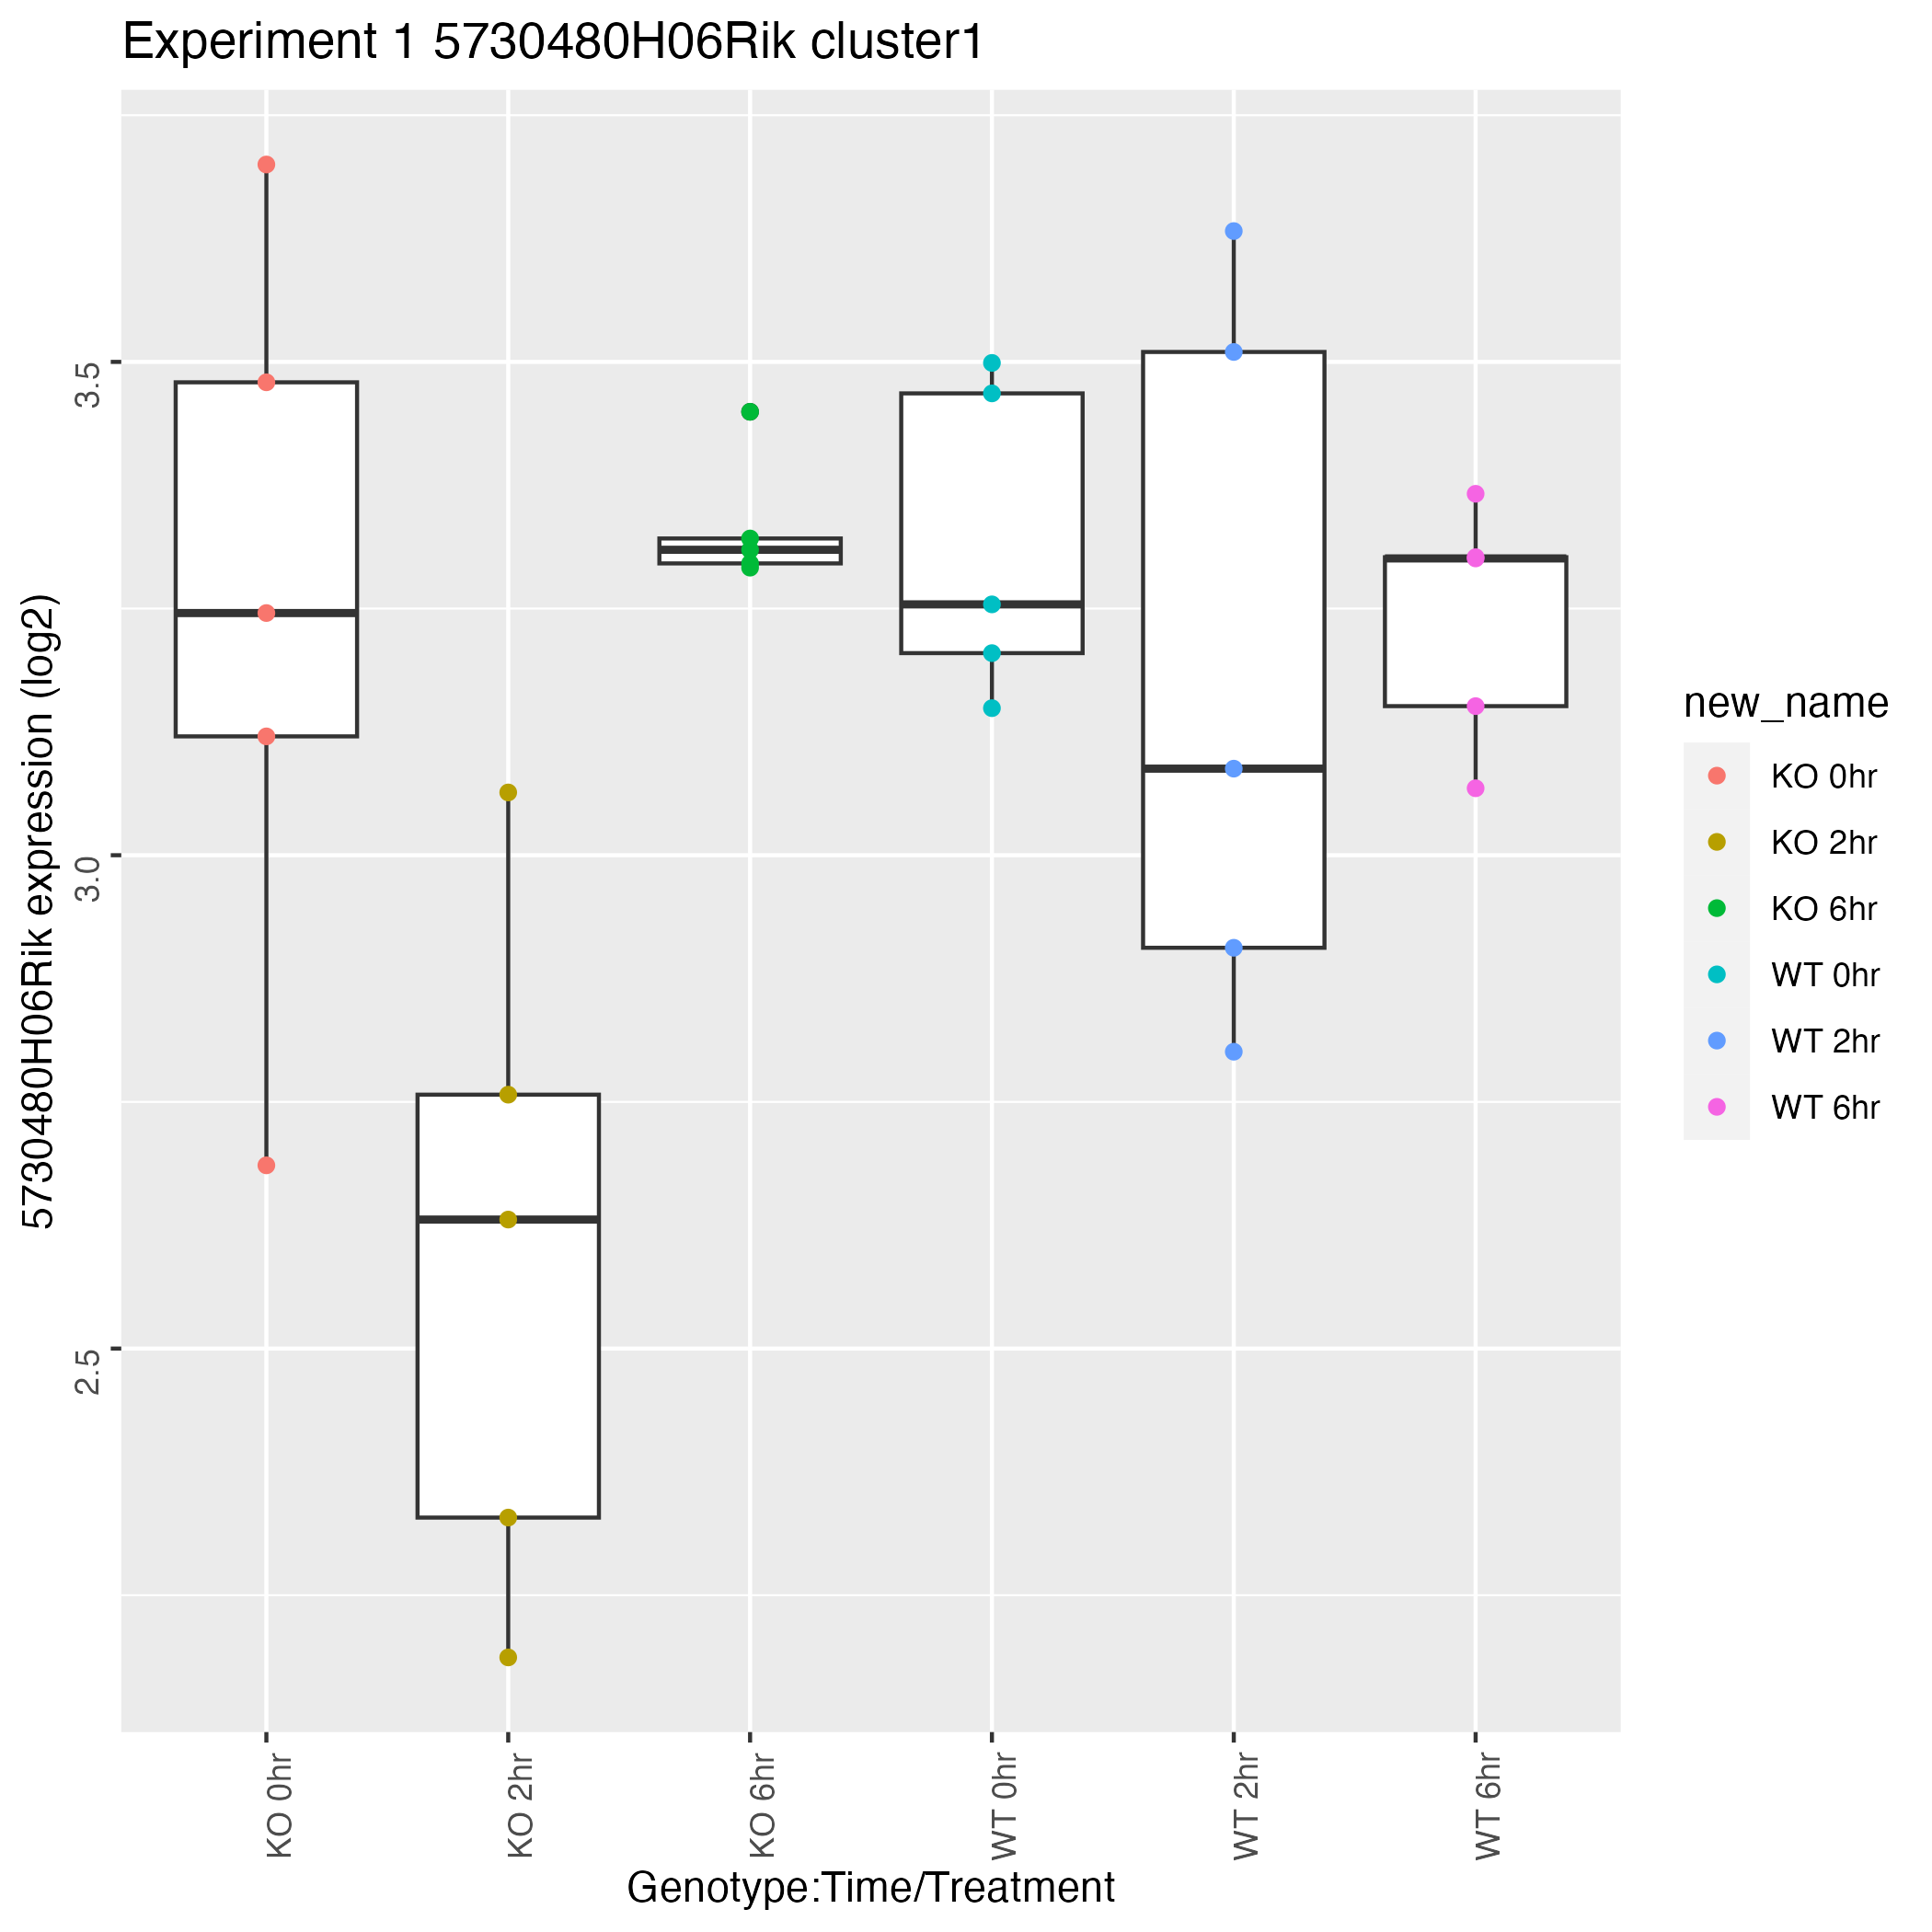 Experiment 1 5730480H06Rik cluster1
5730480H06Rik expression (log2)
3.5
3.0
2.5
KO 0hr
KO 2hr
KO 6hr
WT 0hr
WT 2hr
WT 6hr
Genotype:Time/Treatment
new_name
KO 0hr
KO 2hr
KO 6hr
WT 0hr
WT 2hr
WT 6hr